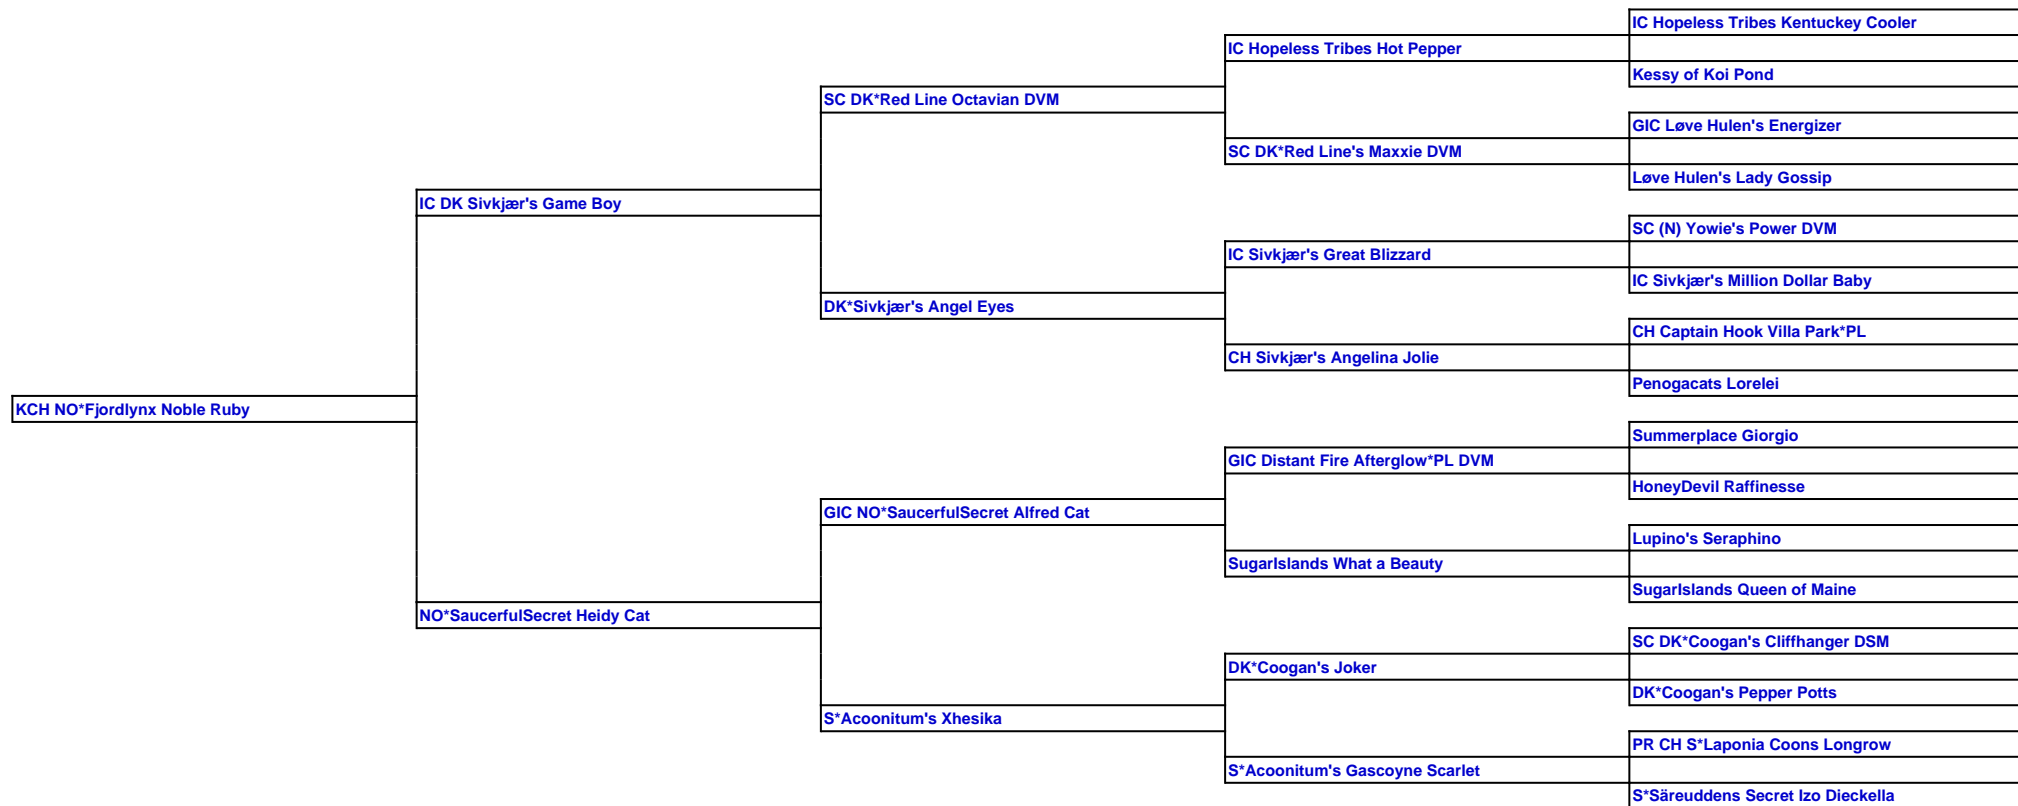 IC Hopeless Tribes Kentuckey Cooler
IC Hopeless Tribes Hot Pepper
Kessy of Koi Pond
SC DK*Red Line Octavian DVM
GIC Løve Hulen's Energizer
SC DK*Red Line's Maxxie DVM
Løve Hulen's Lady Gossip
IC DK Sivkjær's Game Boy
SC (N) Yowie's Power DVM
IC Sivkjær's Great Blizzard
IC Sivkjær's Million Dollar Baby
DK*Sivkjær's Angel Eyes
CH Captain Hook Villa Park*PL
CH Sivkjær's Angelina Jolie
Penogacats Lorelei
KCH NO*Fjordlynx Noble Ruby
Summerplace Giorgio
GIC Distant Fire Afterglow*PL DVM
HoneyDevil Raffinesse
GIC NO*SaucerfulSecret Alfred Cat
Lupino's Seraphino
SugarIslands What a Beauty
SugarIslands Queen of Maine
NO*SaucerfulSecret Heidy Cat
SC DK*Coogan's Cliffhanger DSM
DK*Coogan's Joker
DK*Coogan's Pepper Potts
S*Acoonitum's Xhesika
PR CH S*Laponia Coons Longrow
S*Acoonitum's Gascoyne Scarlet
S*Säreuddens Secret Izo Dieckella